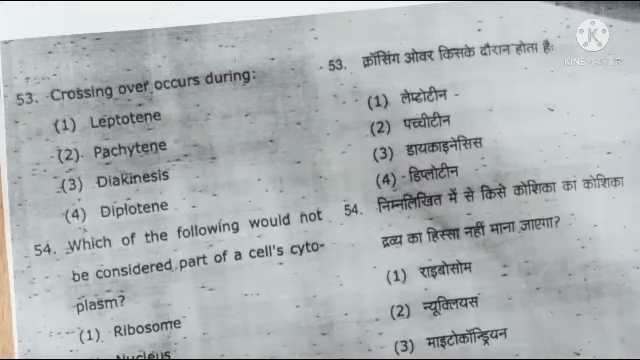 53. Crossing over occurs during:
(1) Leptotene
(2) Pachytene
(3) Diakinesis
(4) Diplotene
54. Which of the following would not
be considered part of a cell's cyto-
plasm?
(1) Ribosome
Nucleus
53. क्रॉसिंग ओवर किसके दौरान होता है:
(1) लेप्टोटीन
(2) पच्चीटीन
(3) डायकाइनेसिस
(4) डिप्लोटीन
54. निम्नलिखित में से किसे कोशिका का कोशिका
द्रव्य का हिस्सा नहीं माना जाएगा?
(1) राइबोसोम
(2) न्यूक्लियस
(3) माइटोकॉन्ड्रियन
K
KINEMASTER